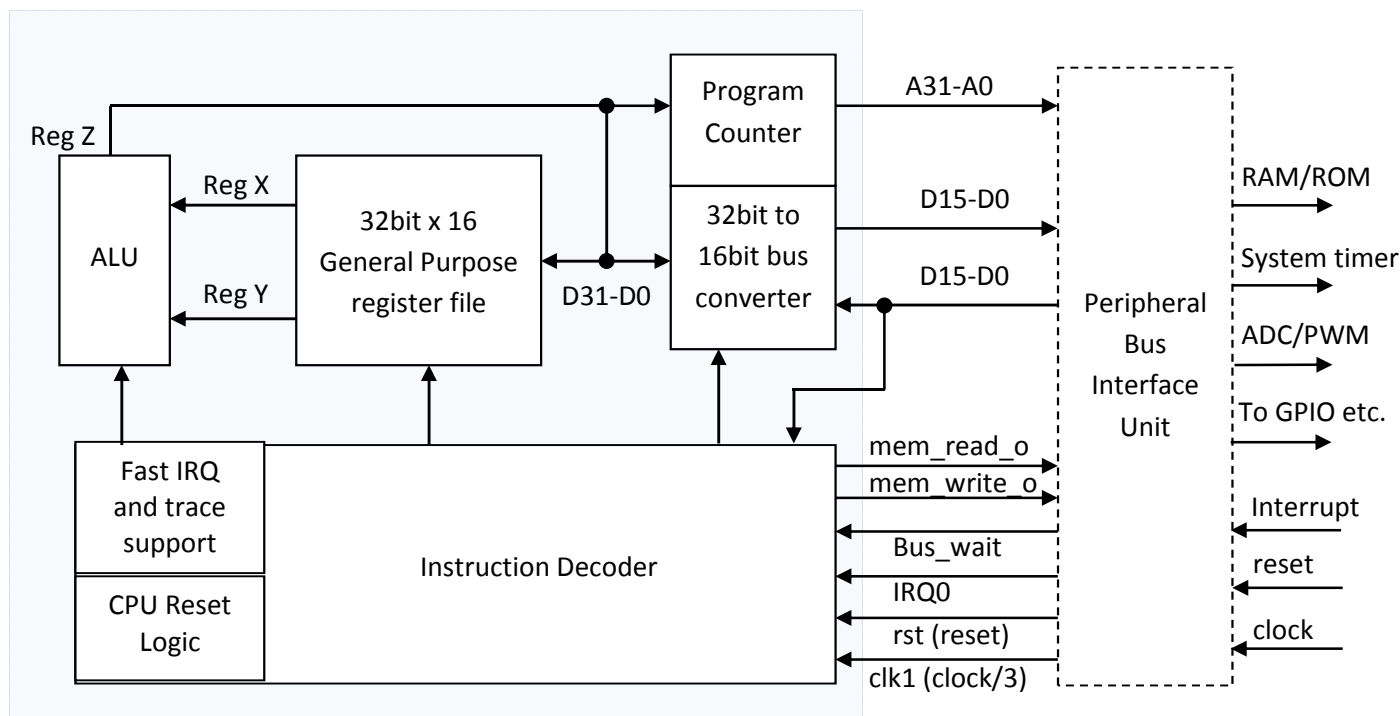 Program
Counter
A31-A0
Reg Z
Reg X
32bit x 16
General Purpose
register file
ALU
Reg Y
D31-D0
32bit to
16bit bus
converter
D15-D0
D15-D0
Peripheral
Bus
Interface
Unit
RAM/ROM
System timer
ADC/PWM
To GPIO etc.
Interrupt
reset
clock
Fast IRQ
and trace
support
CPU Reset
Logic
Instruction Decoder
mem_read_o
mem_write_o
Bus_wait
IRQ0
rst (reset)
clk1 (clock/3)